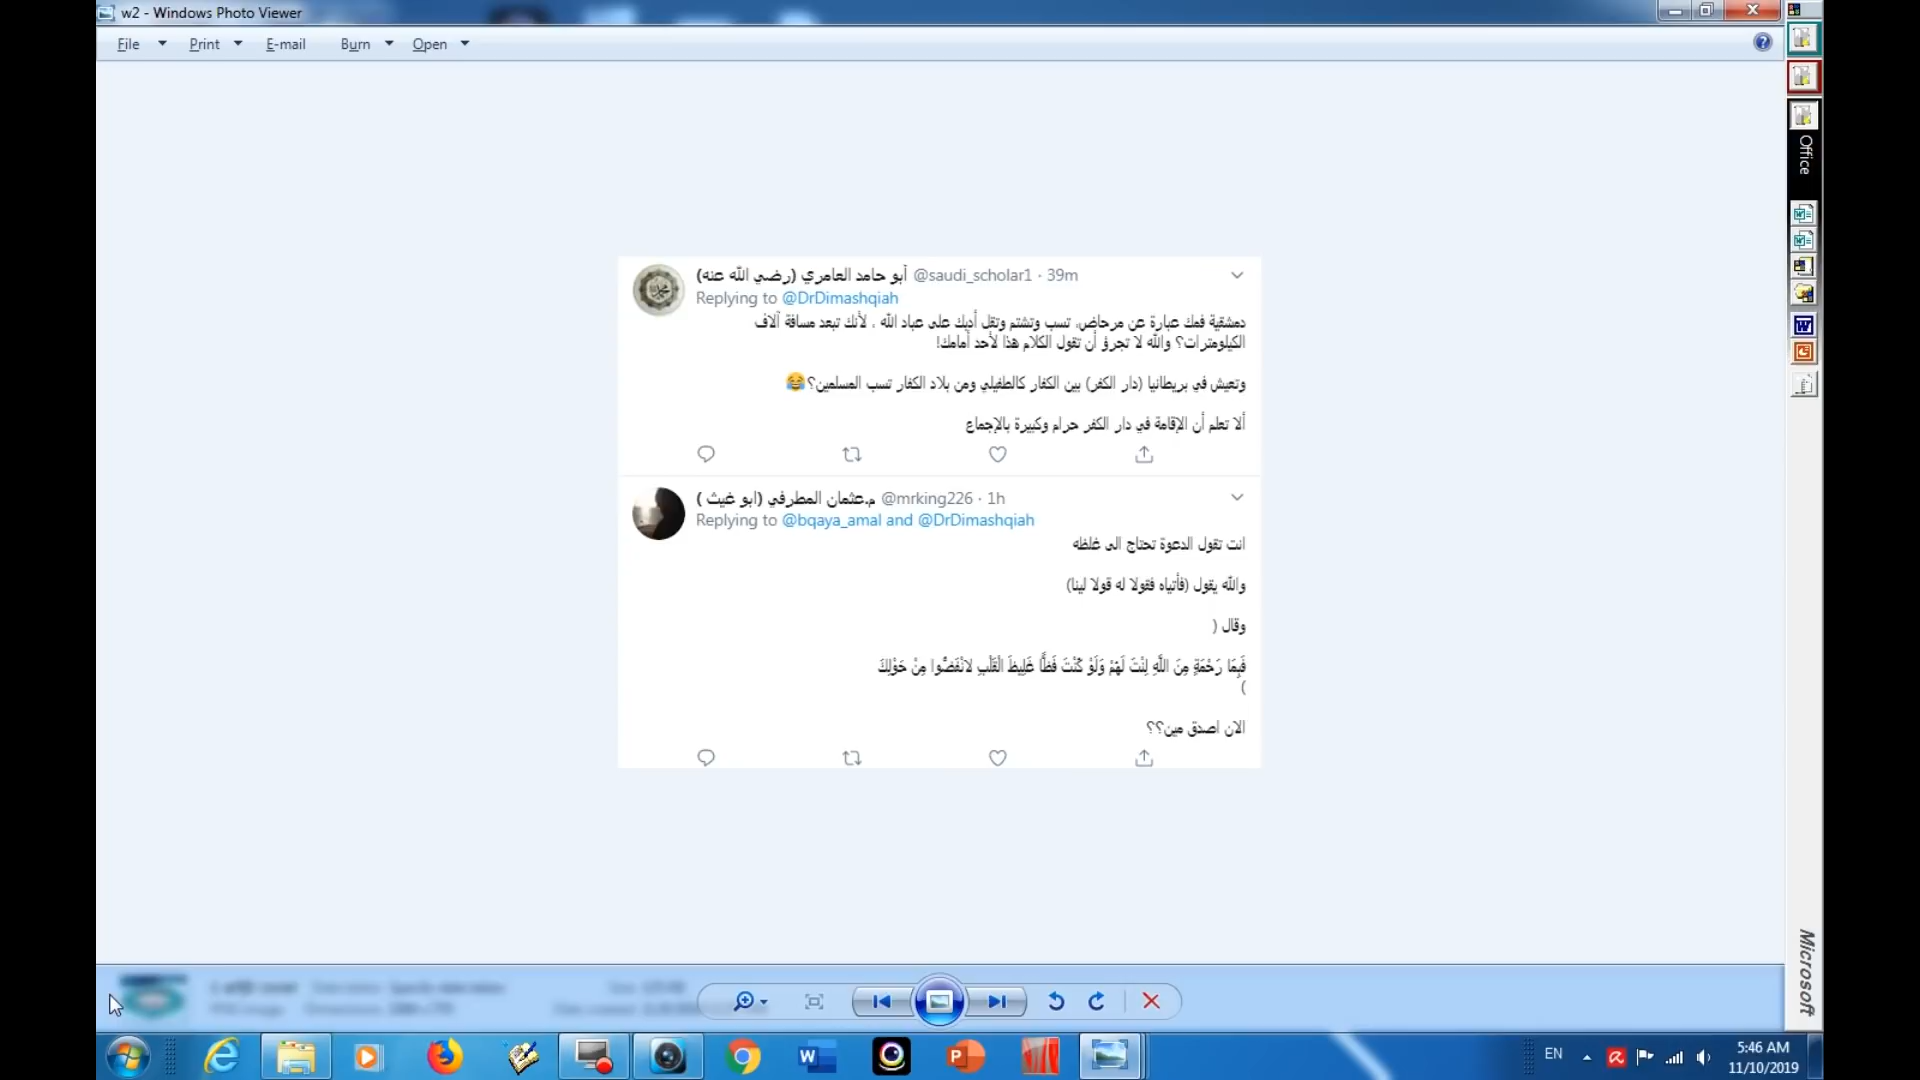 w2 - Windows Photo Viewer
File Print E-mail Burn Open
أبو حامد العامري (رضي الله عنه) @saudi_scholar1 · 39m
Replying to @DrDimashqiah
دمشقية فمك عبارة عن مرحاض، تسب وتشتم وتقل أدبك على عباد الله ، لأنك تبعد مسافة آلاف
الكيلومترات؟ والله لا تجرؤ أن تقول الكلام هذا لأحد أمامك!
وتعيش في بريطانيا (دار الكفر) بين الكفار كالطفيلي ومن بلاد الكفار تسب المسلمين؟😂
ألا تعلم أن الإقامة في دار الكفر حرام وكبيرة بالإجماع
م.عثمان المطرفي (ابو غيث ) @mrking226 · 1h
Replying to @bqaya_amal and @DrDimashqiah
انت تقول الدعوة تحتاج الى غلظه
والله يقول (فأتياه فقولا له قولا لينا)
وقال (
فَبِمَا رَحْمَةٍ مِنَ اللَّهِ لِنْتَ لَهُمْ وَلَوْ كُنْتَ فَظًّا غَلِيظَ الْقَلْبِ لانْفَضُّوا مِنْ حَوْلِكَ
)
الان اصدق مين؟؟
Office
Microsoft
EN
5:46 AM
11/10/2019